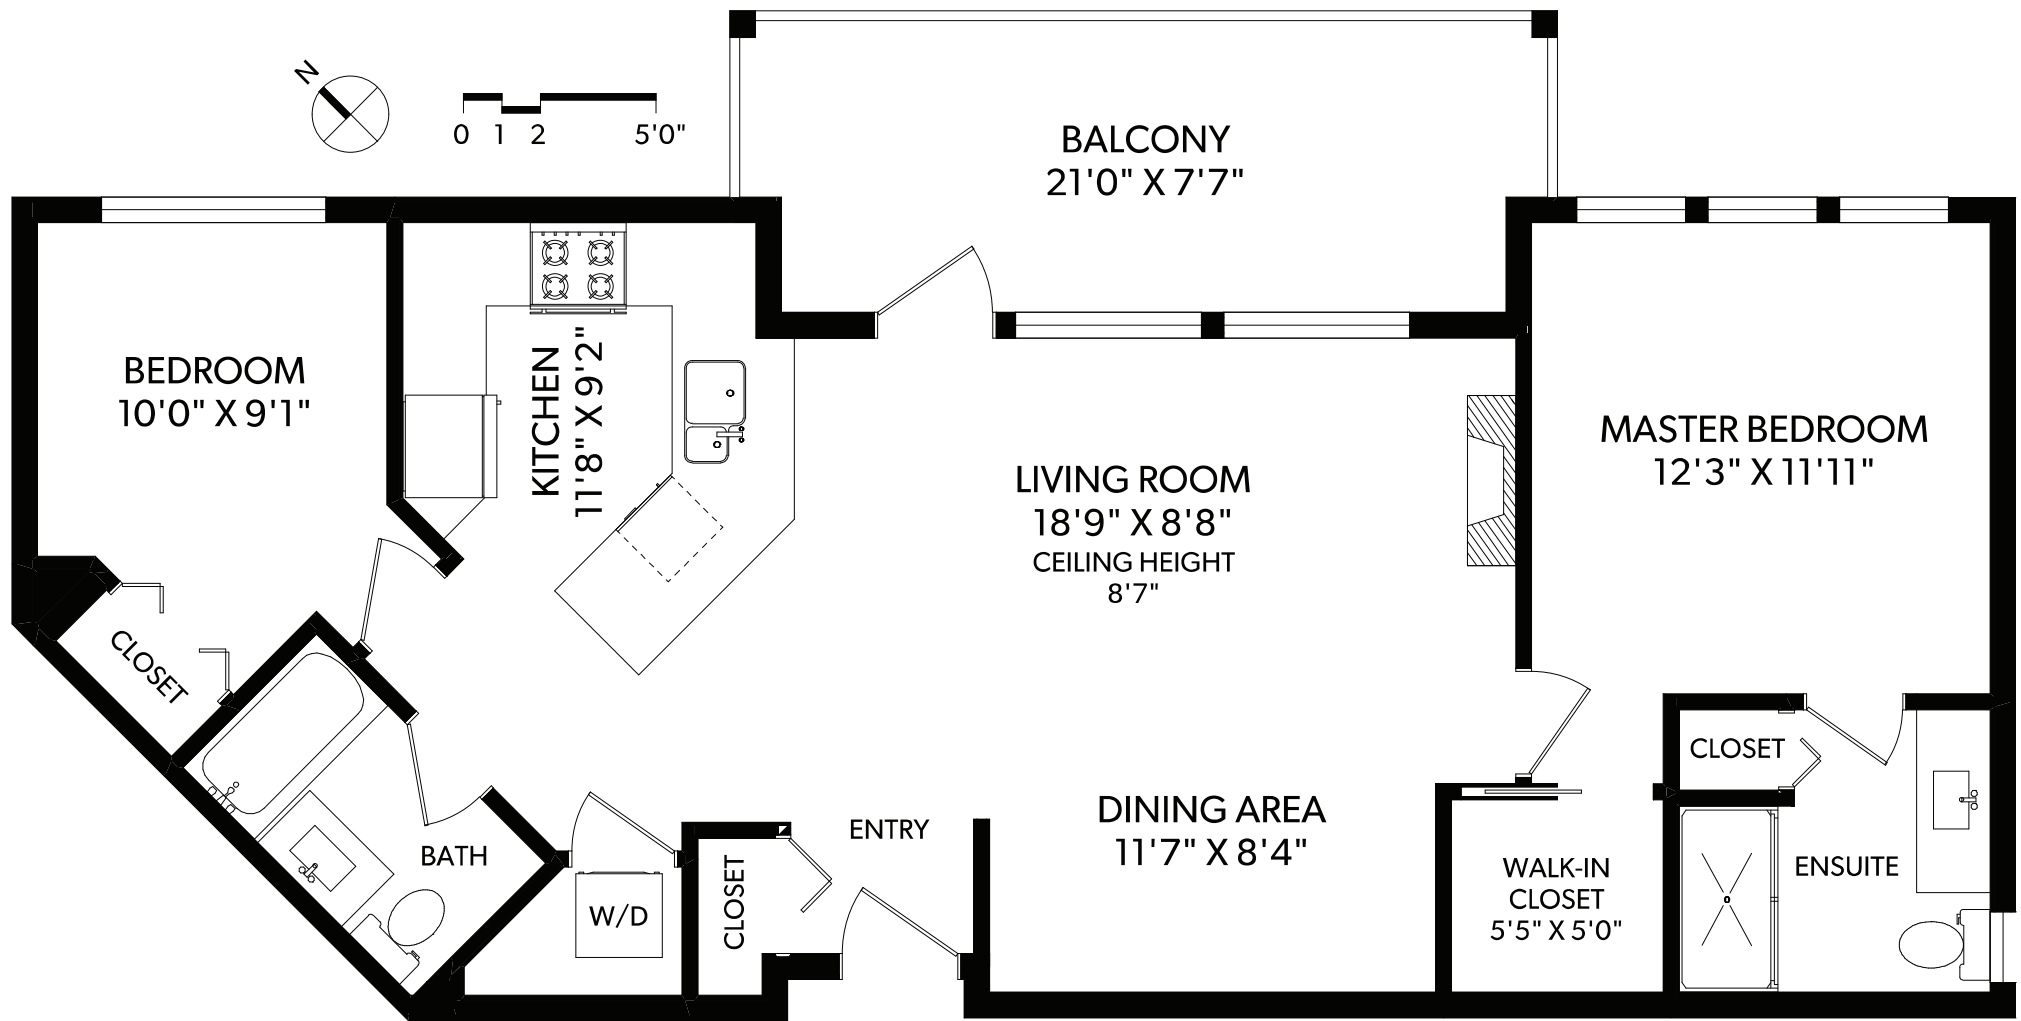 N
0 1 2 5'0"
BALCONY
21'0" X 7'7"
BEDROOM
10'0" X 9'1"
KITCHEN
11'8" X 9'2"
LIVING ROOM
18'9" X 8'8"
CEILING HEIGHT
8'7"
MASTER BEDROOM
12'3" X 11'11"
CLOSET
CLOSET
DINING AREA
11'7" X 8'4"
ENTRY
BATH
CLOSET
W/D
WALK-IN
CLOSET
5'5" X 5'0"
ENSUITE